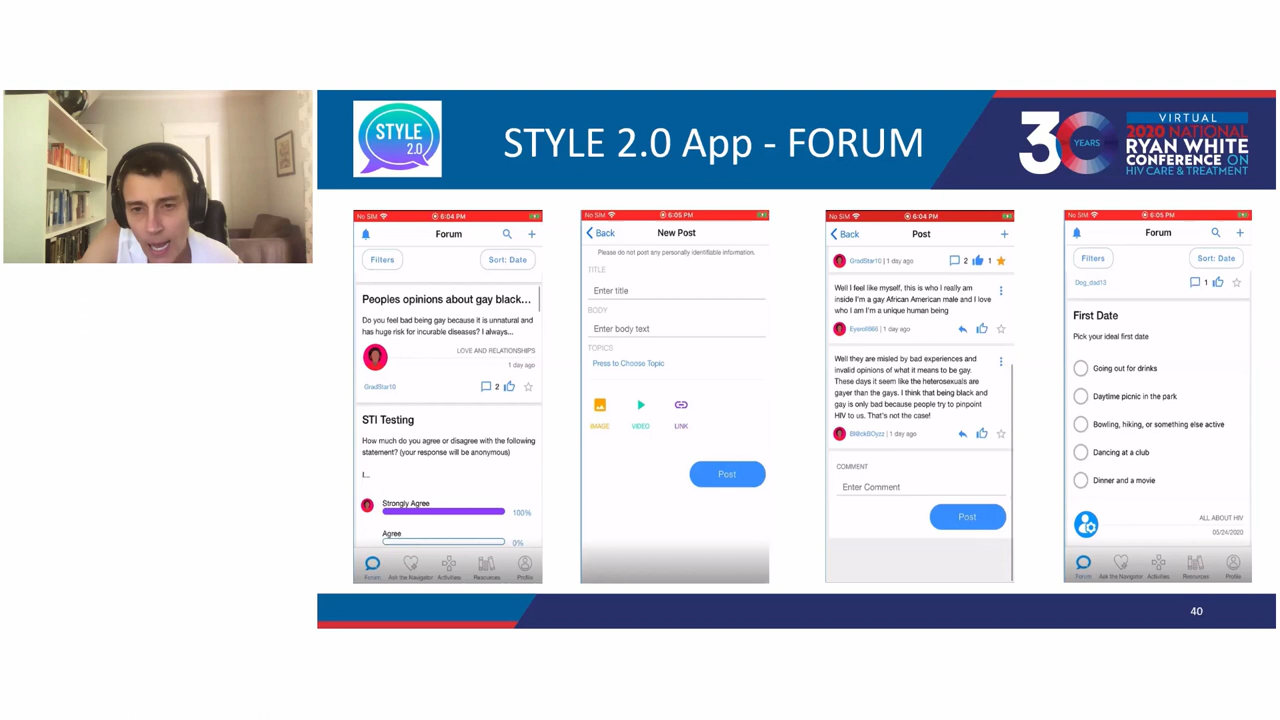 STYLE
2.0
STYLE 2.0 App - FORUM
30
YEARS
VIRTUAL
2020 NATIONAL
RYAN WHITE
CONFERENCE ON
HIV CARE & TREATMENT
No SIM 6:04 PM
Forum
Filters
Sort: Date
Peoples opinions about gay black...
Do you feel bad being gay because it is unnatural and
has huge risk for incurable diseases? I always...
LOVE AND RELATIONSHIPS
1 day ago
GradStar10
2
STI Testing
How much do you agree or disagree with the following
statement? (your response will be anonymous)
I...
Strongly Agree
100%
Agree
0%
Forum Ask the Navigator Activities Resources Profile
No SIM 6:05 PM
Back New Post
Please do not post any personally identifiable information.
TITLE
Enter title
BODY
Enter body text
TOPICS
Press to Choose Topic
IMAGE VIDEO LINK
Post
No SIM 6:04 PM
Back Post
GradStar10 | 1 day ago 2 1
Well I feel like myself, this is who I really am
inside I'm a gay African American male and I love
who I am I'm a unique human being
Eyeroll666 | 1 day ago
Well they are misled by bad experiences and
invalid opinions of what it means to be gay.
These days it seem like the heterosexuals are
gayer than the gays. I think that being black and
gay is only bad because people try to pinpoint
HIV to us. That's not the case!
Bl@ckBOyzz | 1 day ago
COMMENT
Enter Comment
Post
No SIM 6:05 PM
Forum
Filters
Sort: Date
Dog_dad13 1
First Date
Pick your ideal first date
Going out for drinks
Daytime picnic in the park
Bowling, hiking, or something else active
Dancing at a club
Dinner and a movie
ALL ABOUT HIV
05/24/2020
Forum Ask the Navigator Activities Resources Profile
40